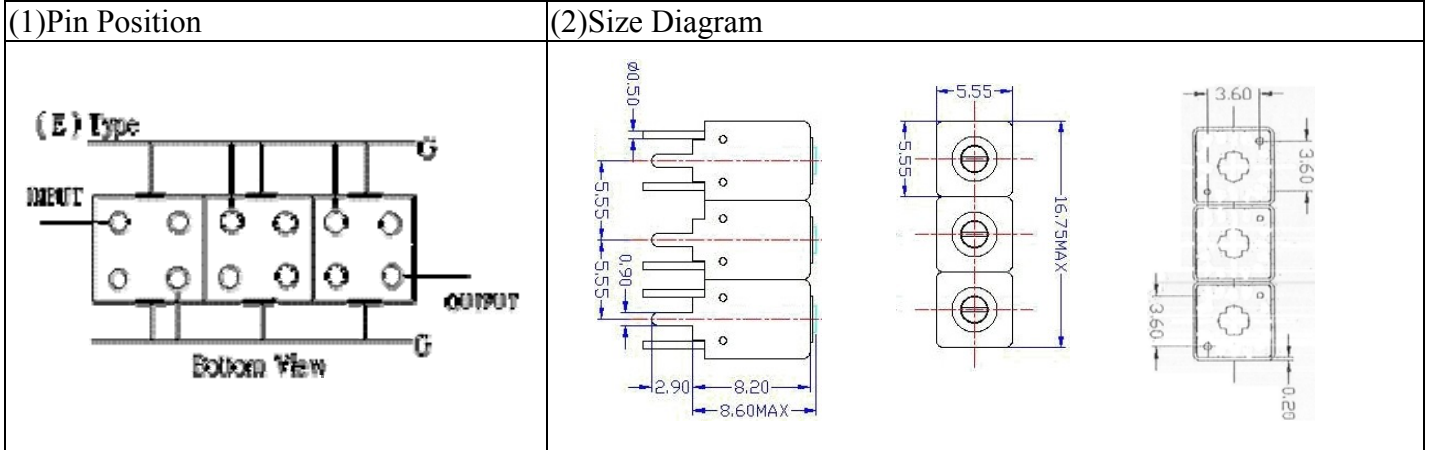 (1)Pin Position
(2)Size Diagram
(E) Type
G
INPUT
OUTPUT
G
Bottom View
ø0.50
5.55
5.55
0.90
2.90
8.20
8.60MAX
5.55
5.55
16.75MAX
3.60
3.60
3.60
0.20